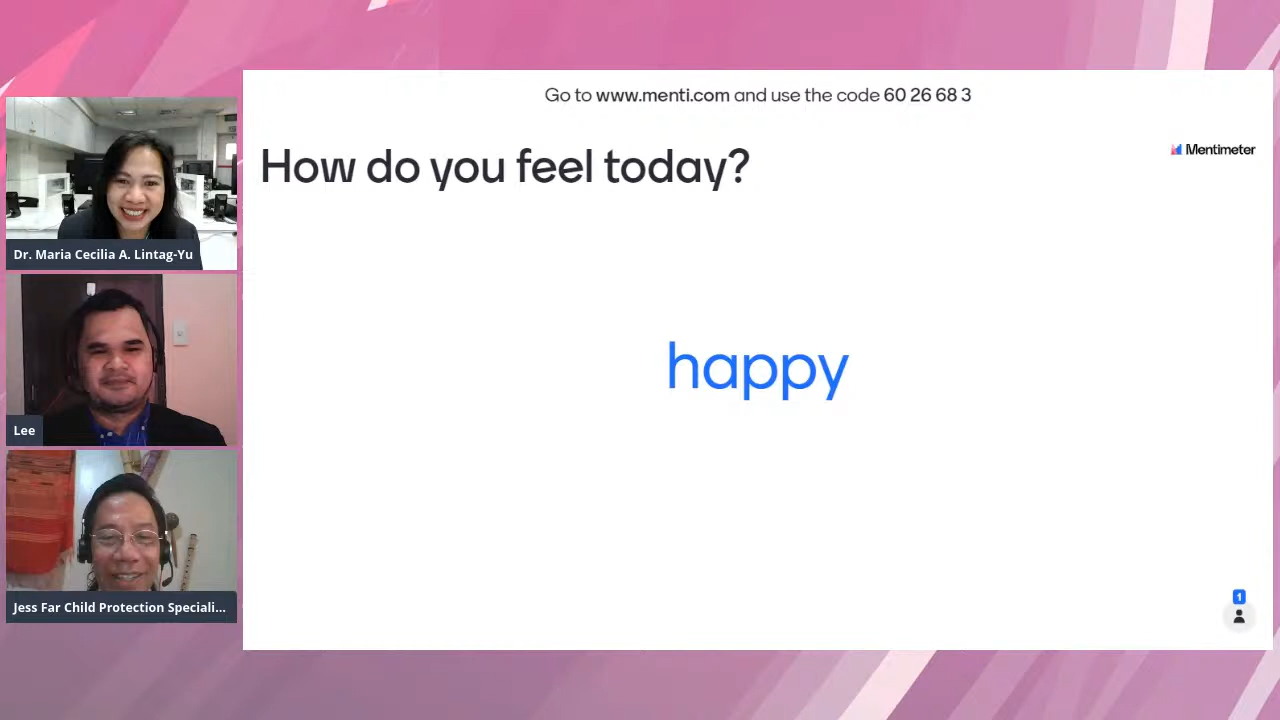 Go to www.menti.com and use the code 60 26 68 3
Mentimeter
How do you feel today?
happy
1
Dr. Maria Cecilia A. Lintag-Yu
Lee
Jess Far Child Protection Speciali...